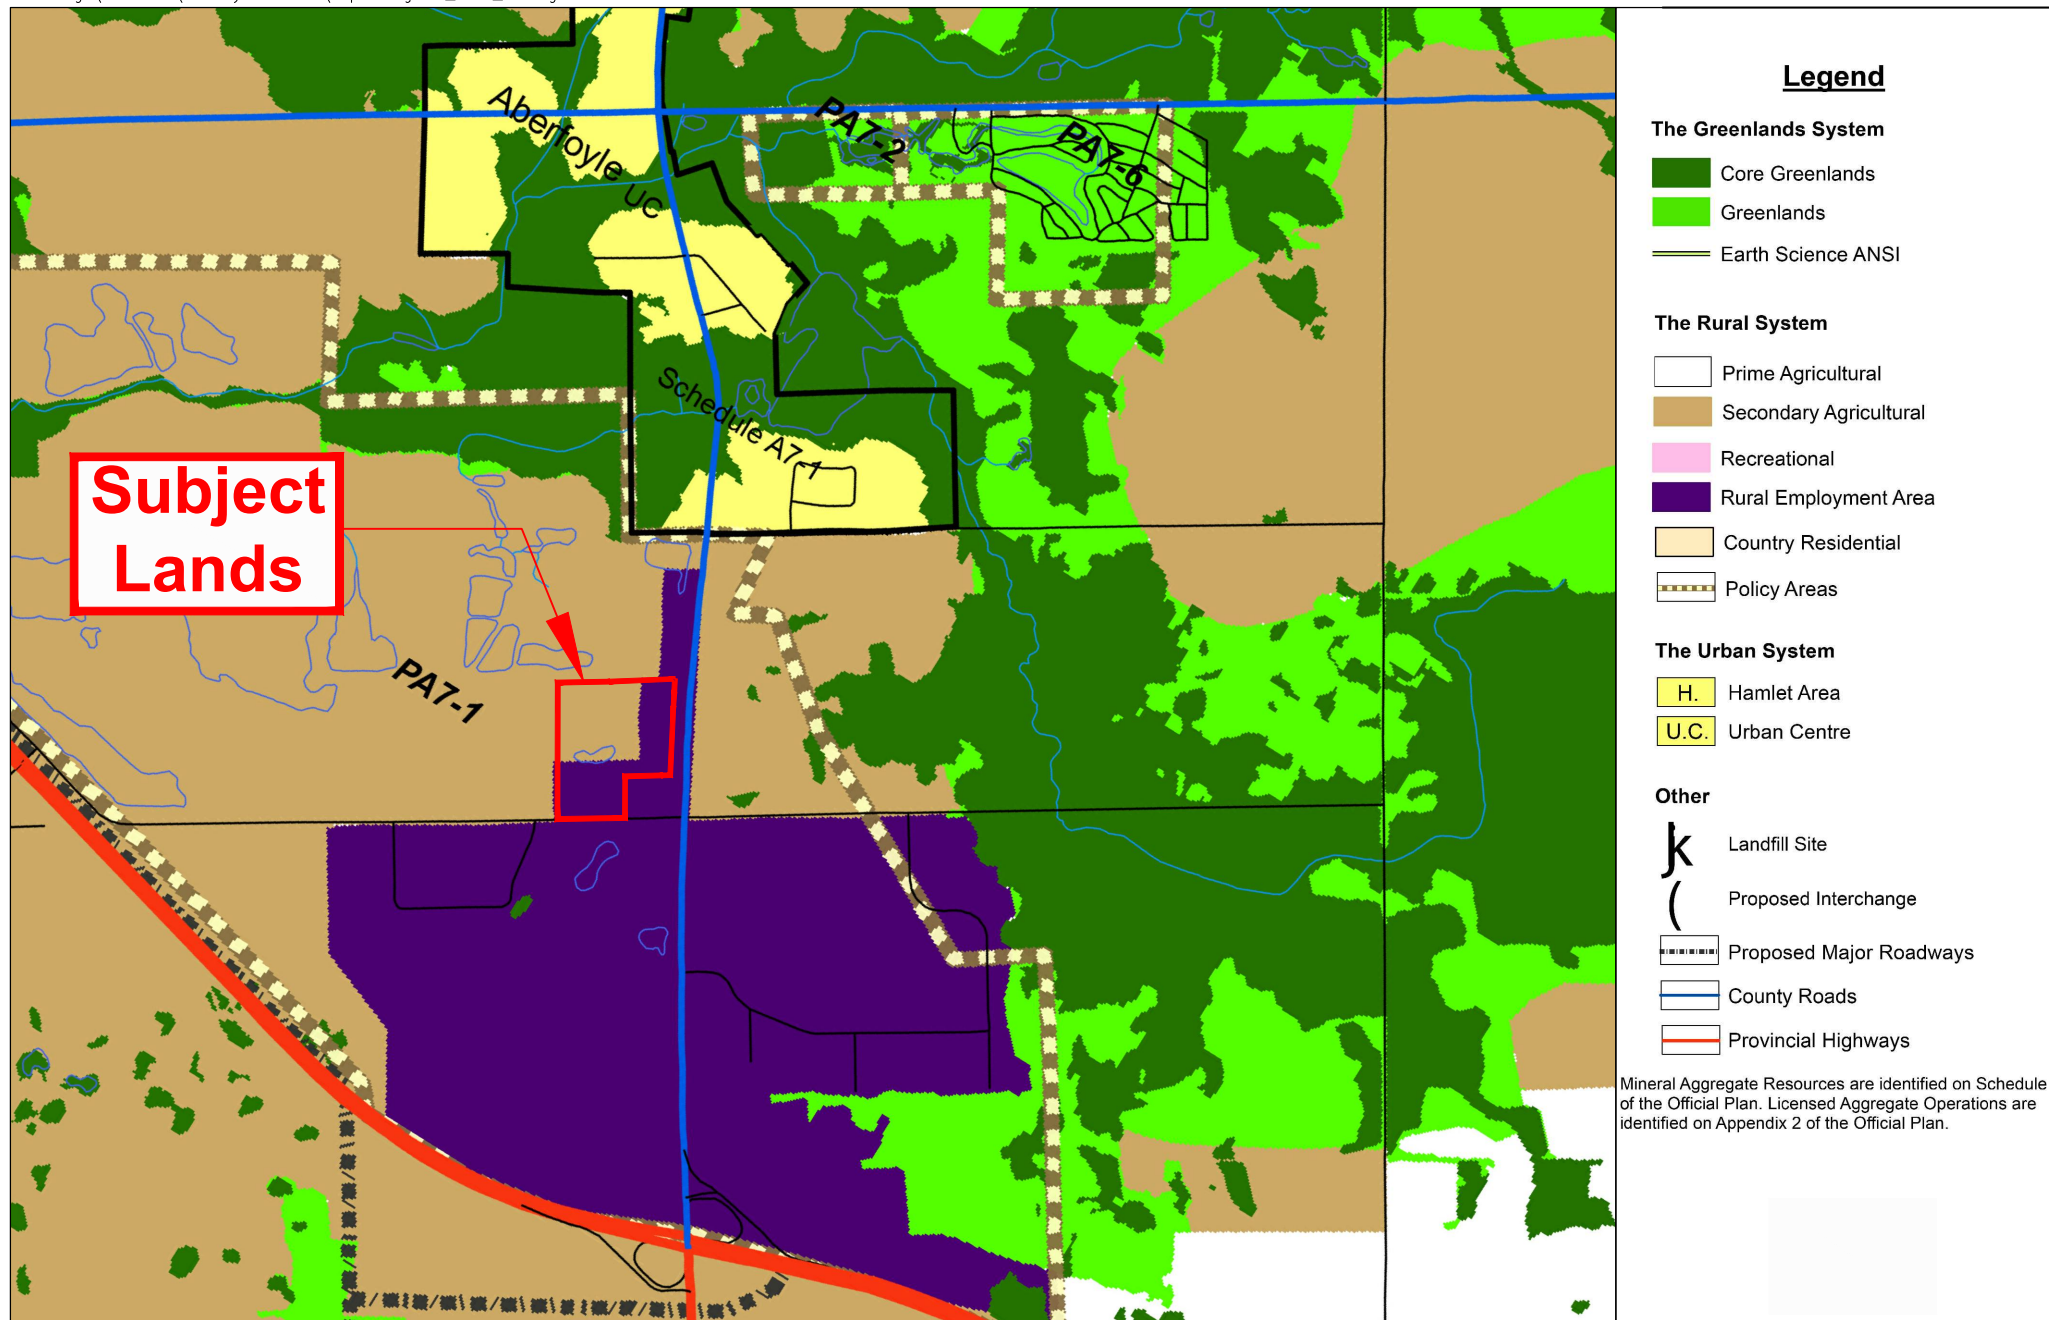 Aberfoyle
UC
PA7-2
PA7-6
Schedule A7-1
Subject
Lands
PA7-1
Legend
The Greenlands System
Core Greenlands
Greenlands
Earth Science ANSI
The Rural System
Prime Agricultural
Secondary Agricultural
Recreational
Rural Employment Area
Country Residential
Policy Areas
The Urban System
H. Hamlet Area
U.C. Urban Centre
Other
Landfill Site
( Proposed Interchange
Proposed Major Roadways
County Roads
Provincial Highways
Mineral Aggregate Resources are identified on Schedule
of the Official Plan. Licensed Aggregate Operations are
identified on Appendix 2 of the Official Plan.